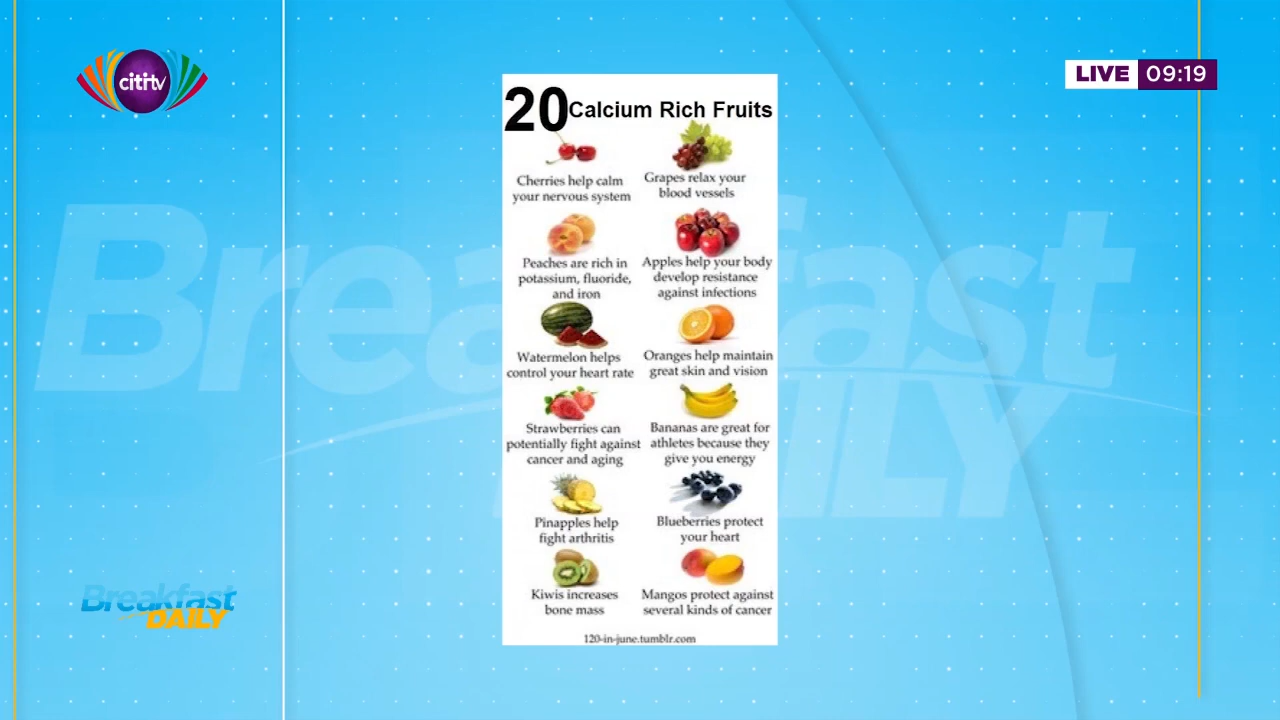 citi tv
LIVE 09:19
Breakfast
DAILY
20 Calcium Rich Fruits
Cherries help calm
your nervous system
Grapes relax your
blood vessels
Peaches are rich in
potassium, fluoride,
and iron
Apples help your body
develop resistance
against infections
Watermelon helps
control your heart rate
Oranges help maintain
great skin and vision
Strawberries can
potentially fight against
cancer and aging
Bananas are great for
athletes because they
give you energy
Pinapples help
fight arthritis
Blueberries protect
your heart
Kiwis increases
bone mass
Mangos protect against
several kinds of cancer
120-in-june.tumblr.com
Breakfast
DAILY